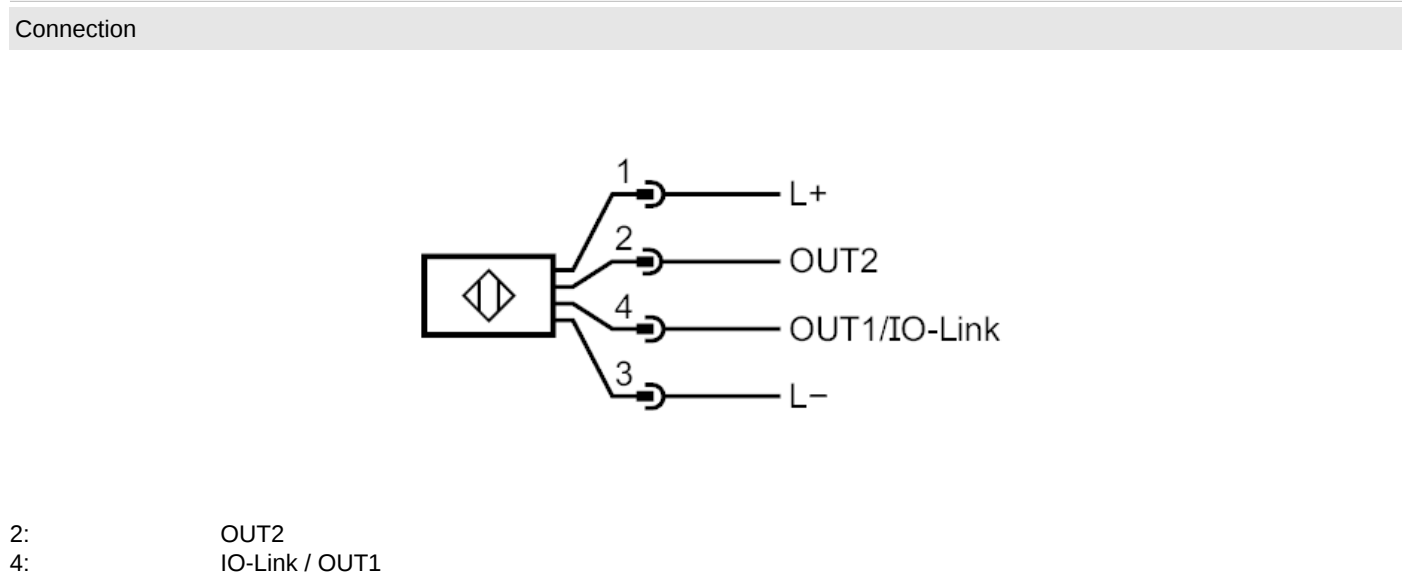 Connection
1
L+
2
OUT2
4
OUT1/IO-Link
3
L−
2: OUT2
4: IO-Link / OUT1